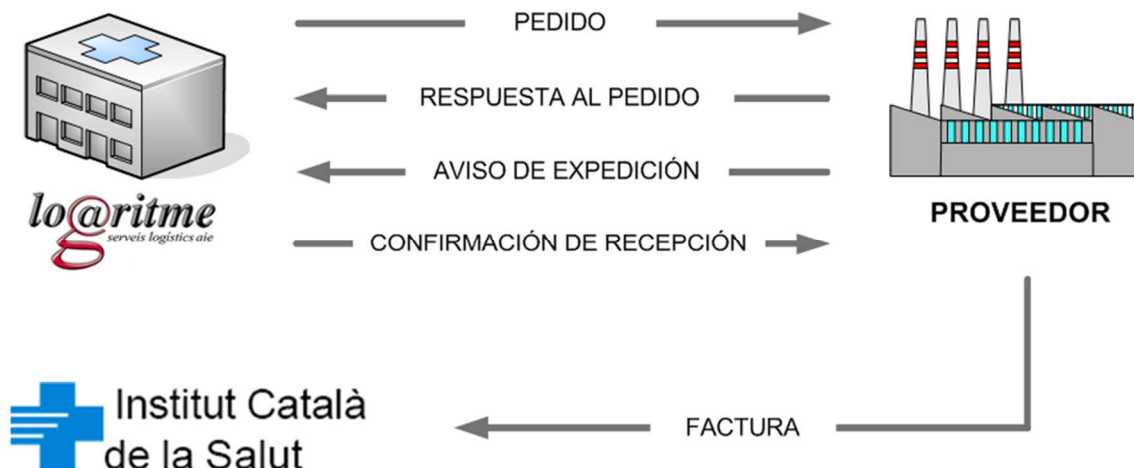 PEDIDO
RESPUESTA AL PEDIDO
AVISO DE EXPEDICIÓN
CONFIRMACIÓN DE RECEPCIÓN
log@ritme
serveis logístics aie
PROVEEDOR
Institut Català
de la Salut
FACTURA